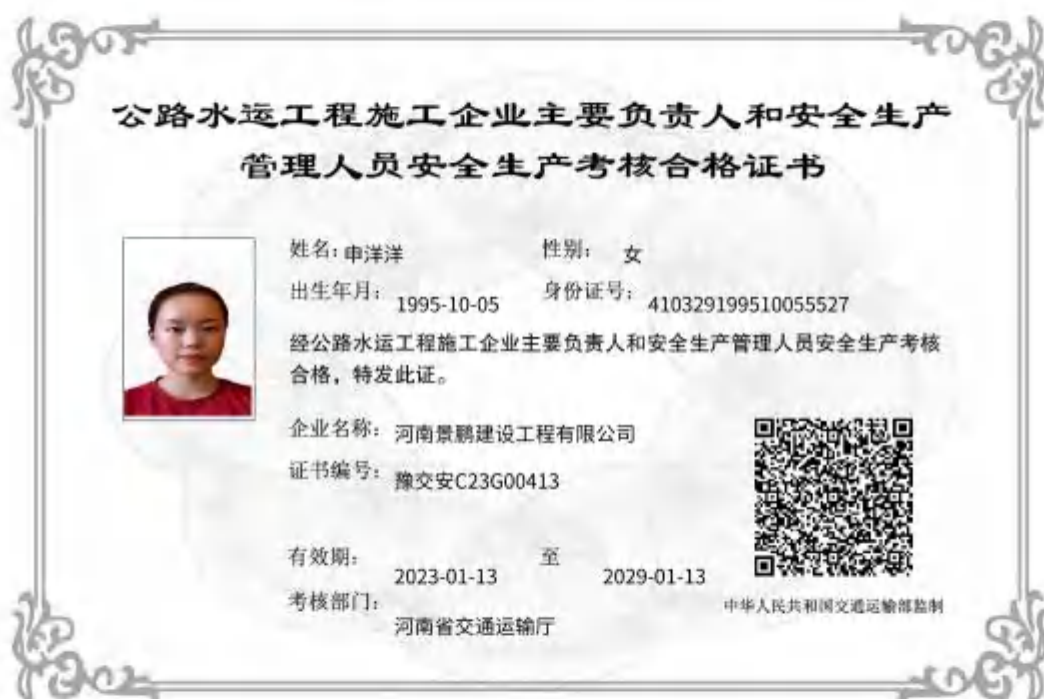 公路水运工程施工企业主要负责人和安全生产
管理人员安全生产考核合格证书
姓名：申洋洋 性别： 女
出生年月：1995-10-05 身份证号：410329199510055527
经公路水运工程施工企业主要负责人和安全生产管理人员安全生产考核
合格，特发此证。
企业名称：河南景鹏建设工程有限公司
证书编号：豫交安C23G00413
有效期：2023-01-13 至 2029-01-13
考核部门：河南省交通运输厅
中华人民共和国交通运输部监制